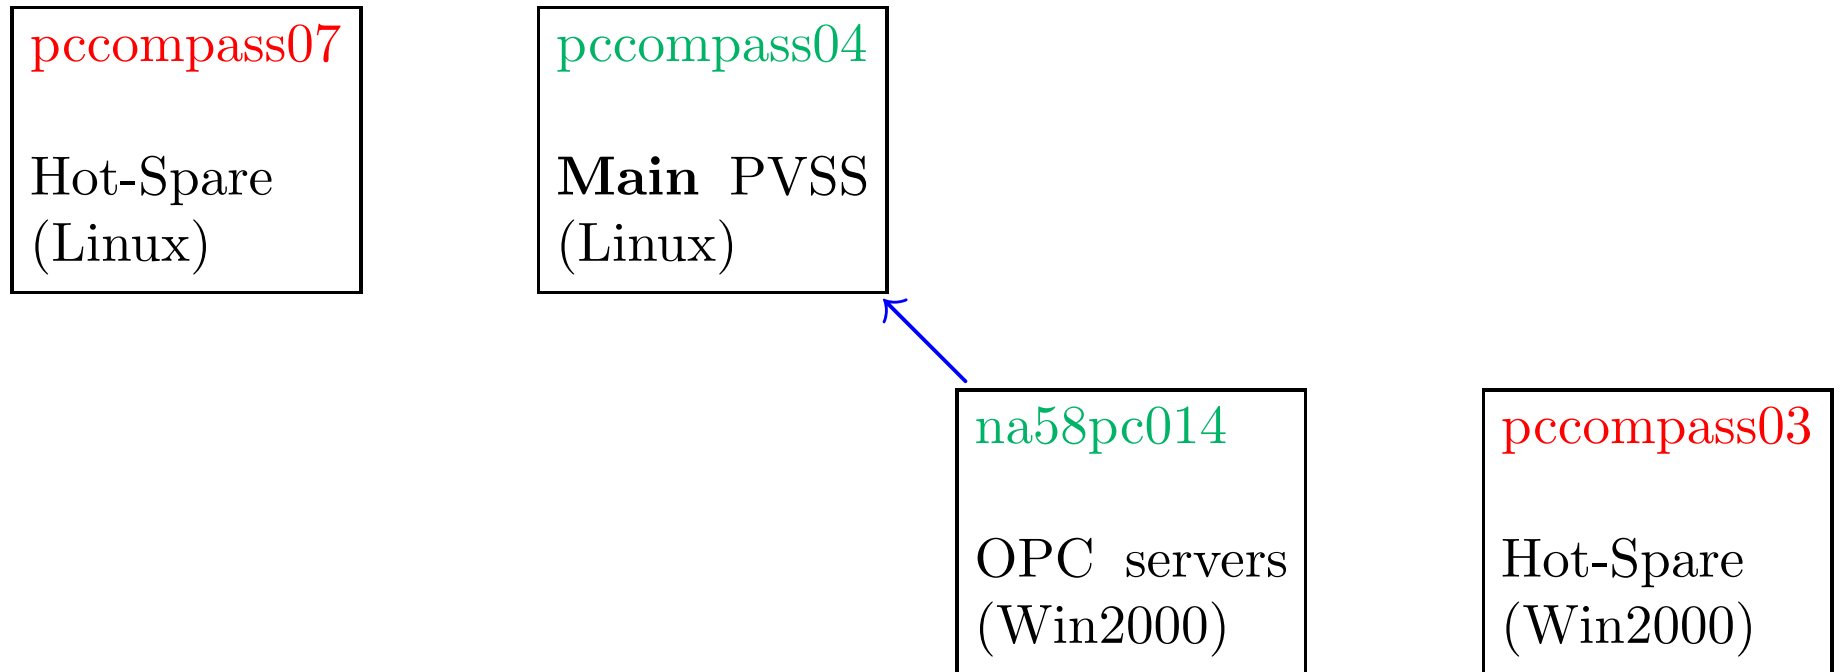 pccompass07
Hot-Spare
(Linux)
pccompass04
Main PVSS
(Linux)
na58pc014
OPC servers
(Win2000)
pccompass03
Hot-Spare
(Win2000)